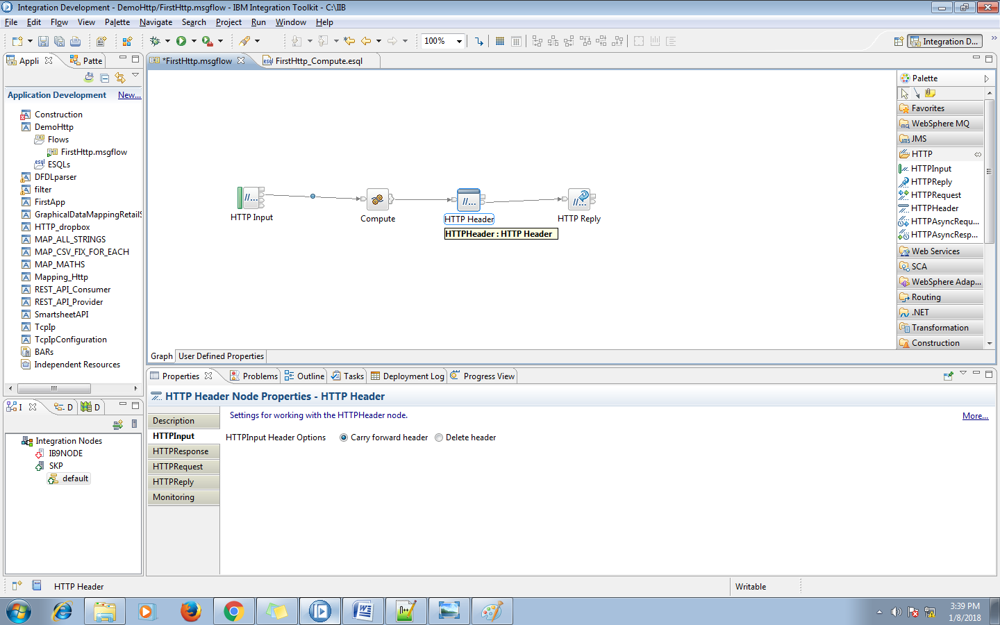 Integration Development - DemoHttp/FirstHttp.msgflow - IBM Integration Toolkit - C:\IIB
File Edit Flow View Palette Navigate Search Project Run Window Help
100%
Integration D...
Appli
Patte
Application Development New...
Construction
DemoHttp
Flows
FirstHttp.msgflow
ESQLs
DFDLparser
filter
FirstApp
GraphicalDataMappingRetailS
HTTP_dropbox
MAP_ALL_STRINGS
MAP_CSV_FIX_FOR_EACH
MAP_MATHS
Mapping_Http
REST_API_Consumer
REST_API_Provider
SmartsheetAPI
TcpIp
TcpIpConfiguration
BARs
Independent Resources
I
D
D
Integration Nodes
IB9NODE
SKP
default
*FirstHttp.msgflow
FirstHttp_Compute.esql
HTTP Input
Compute
HTTP Header
HTTP Reply
HTTPHeader : HTTP Header
Graph User Defined Properties
Palette
Favorites
WebSphere MQ
JMS
HTTP
HTTPInput
HTTPReply
HTTPRequest
HTTPHeader
HTTPAsyncRequ...
HTTPAsyncResp...
Web Services
SCA
WebSphere Adap...
Routing
.NET
Transformation
Construction
Properties Problems Outline Tasks Deployment Log Progress View
HTTP Header Node Properties - HTTP Header
Description
HTTPInput
HTTPResponse
HTTPRequest
HTTPReply
Monitoring
Settings for working with the HTTPHeader node.
More...
HTTPInput Header Options Carry forward header Delete header
HTTP Header
Writable
3:39 PM
1/8/2018